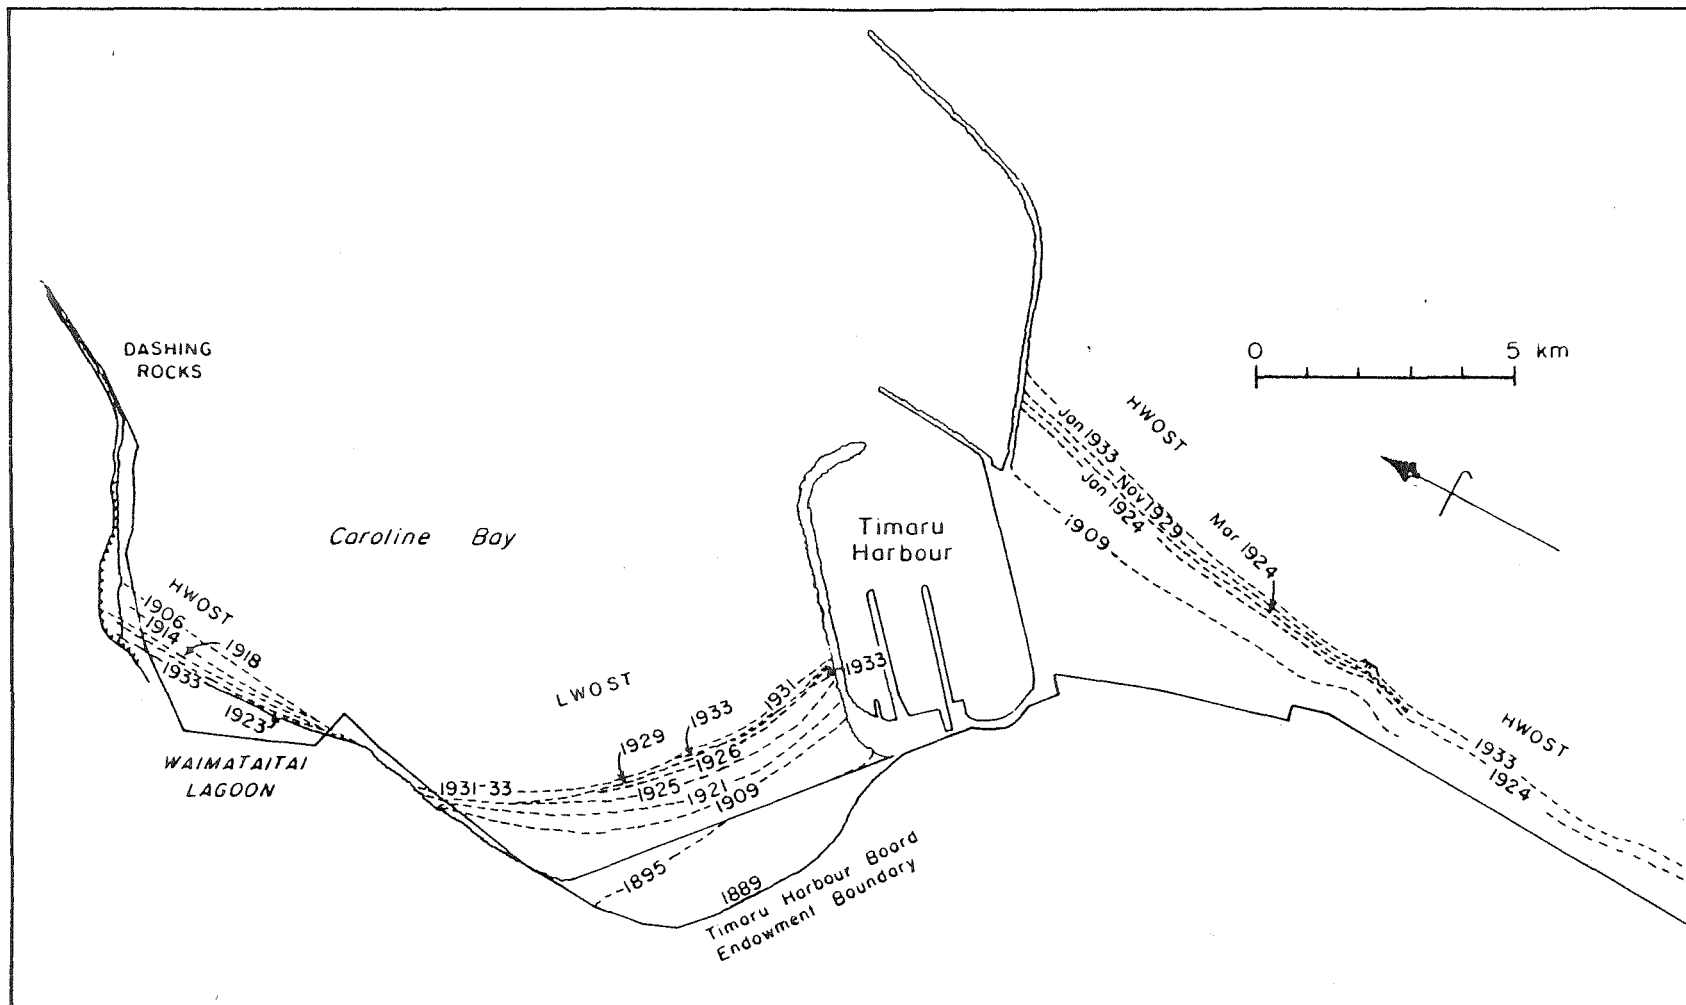 DASHING
ROCKS
Caroline Bay
Timaru
Harbour
0 5 km
HWOST
Jan 1933
Nov 1929
Jan 1924
Mar 1924
1909
HWOST
1906
1914
1918
1933
1923
WAIMATAITAI
LAGOON
LWOST
1931
1933
1933
1929
1926
1931-33
1925
1921
1909
1895
1889
Timaru Harbour Board
Endowment Boundary
HWOST
1933
1924